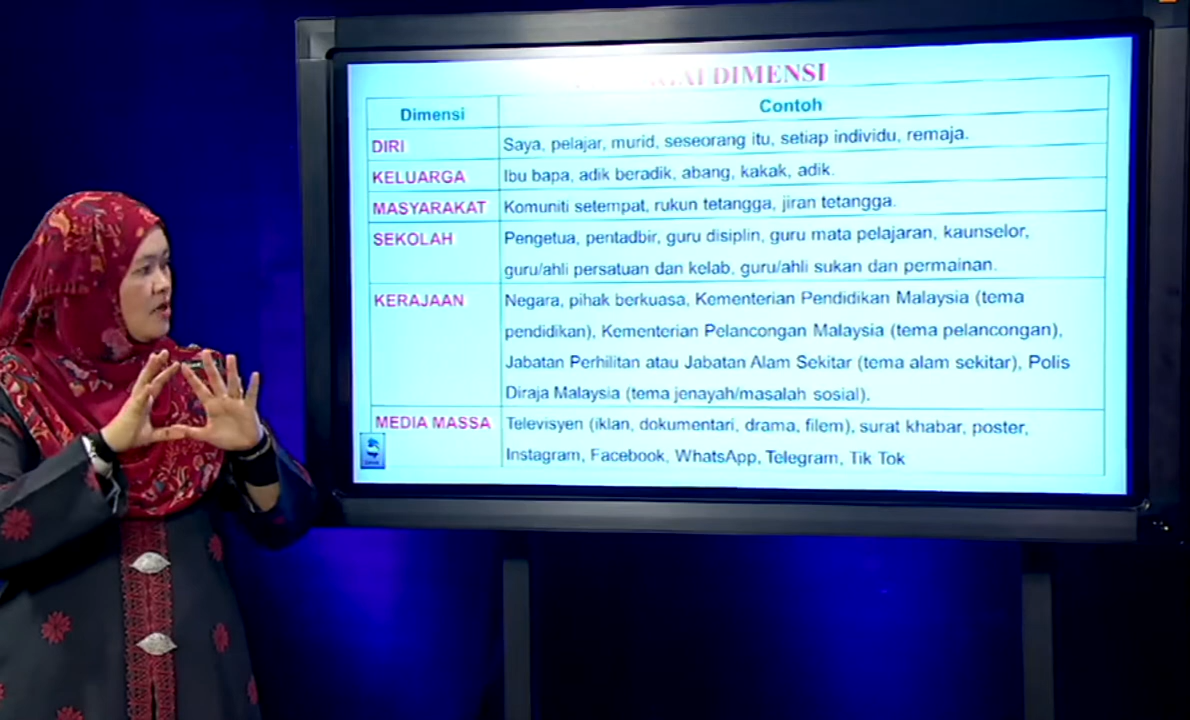 DIMENSI
Dimensi
Contoh
DIRI
Saya, pelajar, murid, seseorang itu, setiap individu, remaja.
KELUARGA
Ibu bapa, adik beradik, abang, kakak, adik.
MASYARAKAT
Komuniti setempat, rukun tetangga, jiran tetangga.
SEKOLAH
Pengetua, pentadbir, guru disiplin, guru mata pelajaran, kaunselor,
guru/ahli persatuan dan kelab, guru/ahli sukan dan permainan.
KERAJAAN
Negara, pihak berkuasa, Kementerian Pendidikan Malaysia (tema
pendidikan), Kementerian Pelancongan Malaysia (tema pelancongan),
Jabatan Perhilitan atau Jabatan Alam Sekitar (tema alam sekitar), Polis
Diraja Malaysia (tema jenayah/masalah sosial).
MEDIA MASSA
Televisyen (iklan, dokumentari, drama, filem), surat khabar, poster,
Instagram, Facebook, WhatsApp, Telegram, Tik Tok